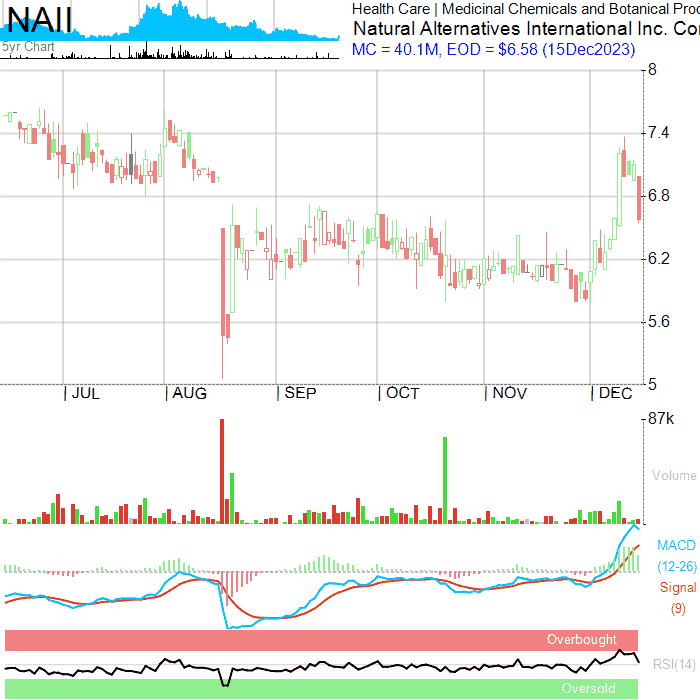 NAII
5yr Chart
Health Care | Medicinal Chemicals and Botanical Proc
Natural Alternatives International Inc. Cor
MC = 40.1M, EOD = $6.58 (15Dec2023)
8
7.4
6.8
6.2
5.6
5
JUL AUG SEP OCT NOV DEC
87k
Volume
MACD
(12-26)
Signal
(9)
Overbought
RSI(14)
Oversold